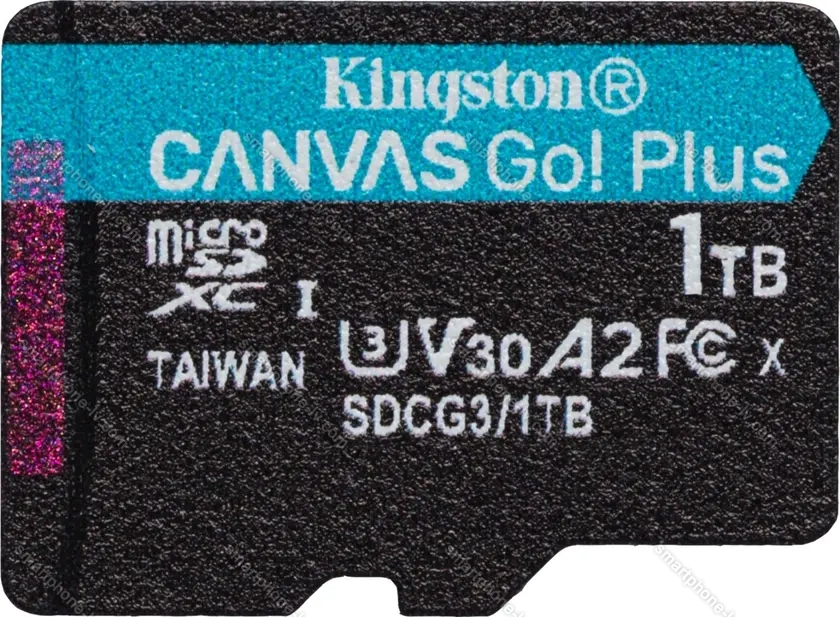 Kingston®
CANVAS Go! Plus
micro SD XC I
1TB
U3 V30 A2 FC X
TAIWAN
SDCG3/1TB